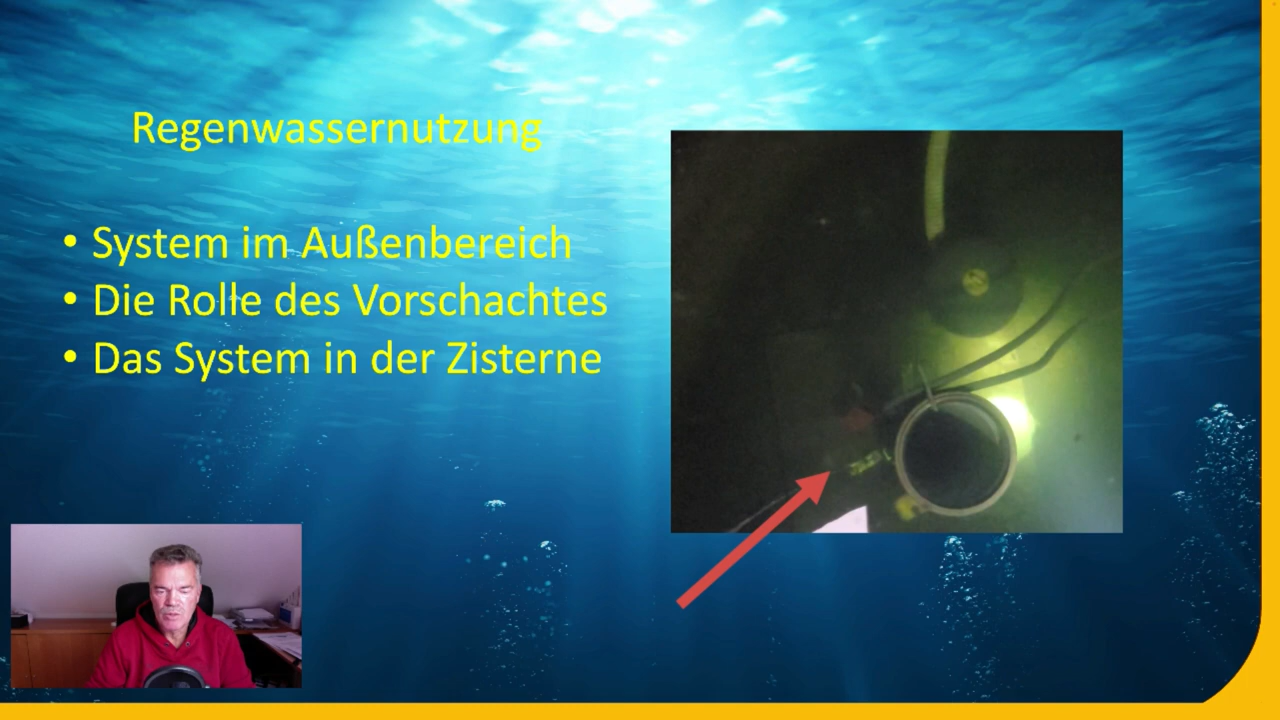 Regenwassernutzung
• System im Außenbereich
• Die Rolle des Vorschachtes
• Das System in der Zisterne